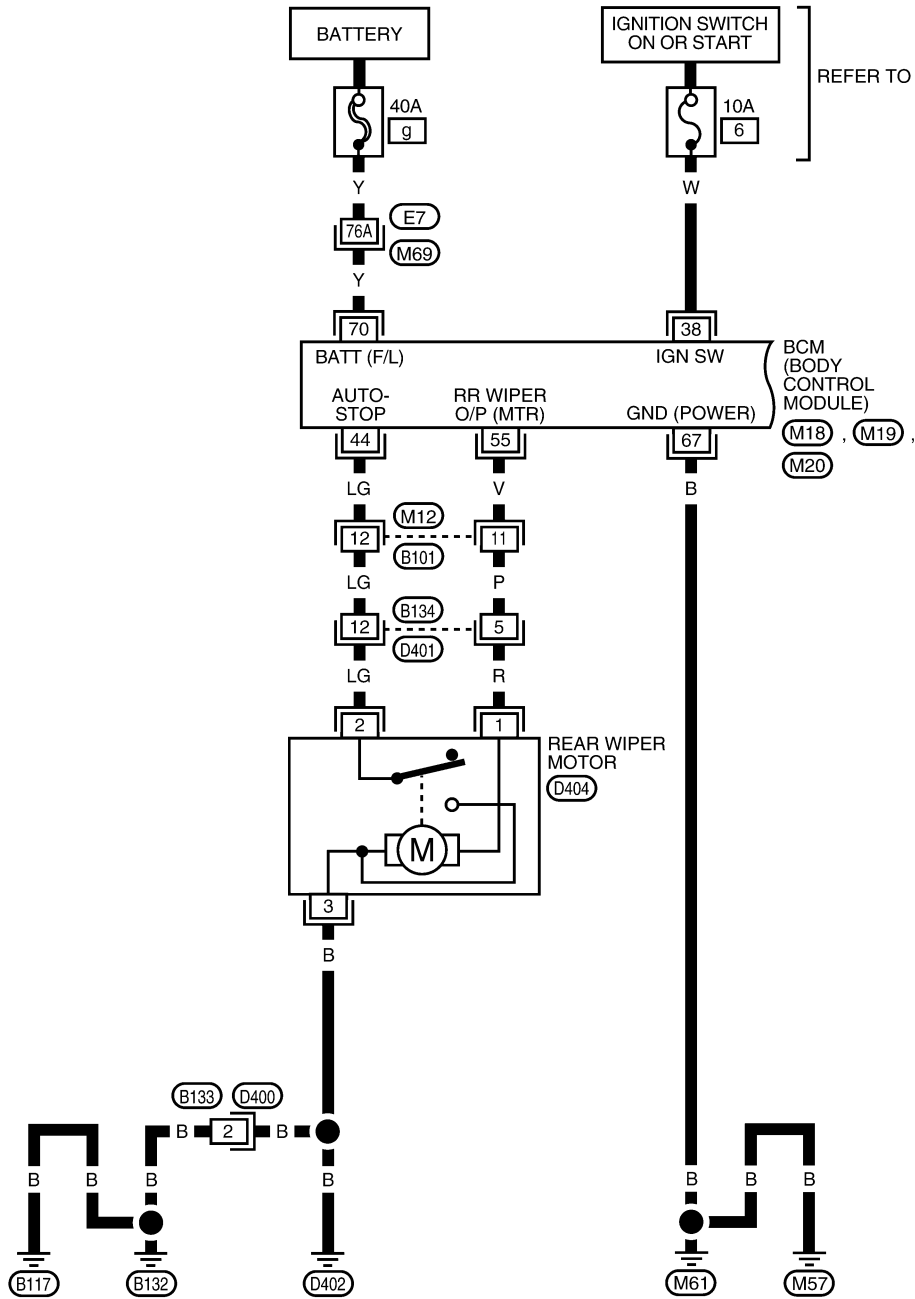 BATTERY
IGNITION SWITCH
ON OR START
REFER TO
40A
g
10A
6
Y
W
76A
E7
M69
Y
70
38
BATT (F/L)
IGN SW
BCM
(BODY
CONTROL
MODULE)
AUTO-
STOP
RR WIPER
O/P (MTR)
GND (POWER)
M18 , M19 ,
M20
44
55
67
LG
V
B
12
M12
B101
11
LG
P
12
B134
D401
5
LG
R
2
1
REAR WIPER
MOTOR
D404
M
3
B
B133
D400
B
2
B
B
B
B
B
B
B
B
B117
B132
D402
M61
M57